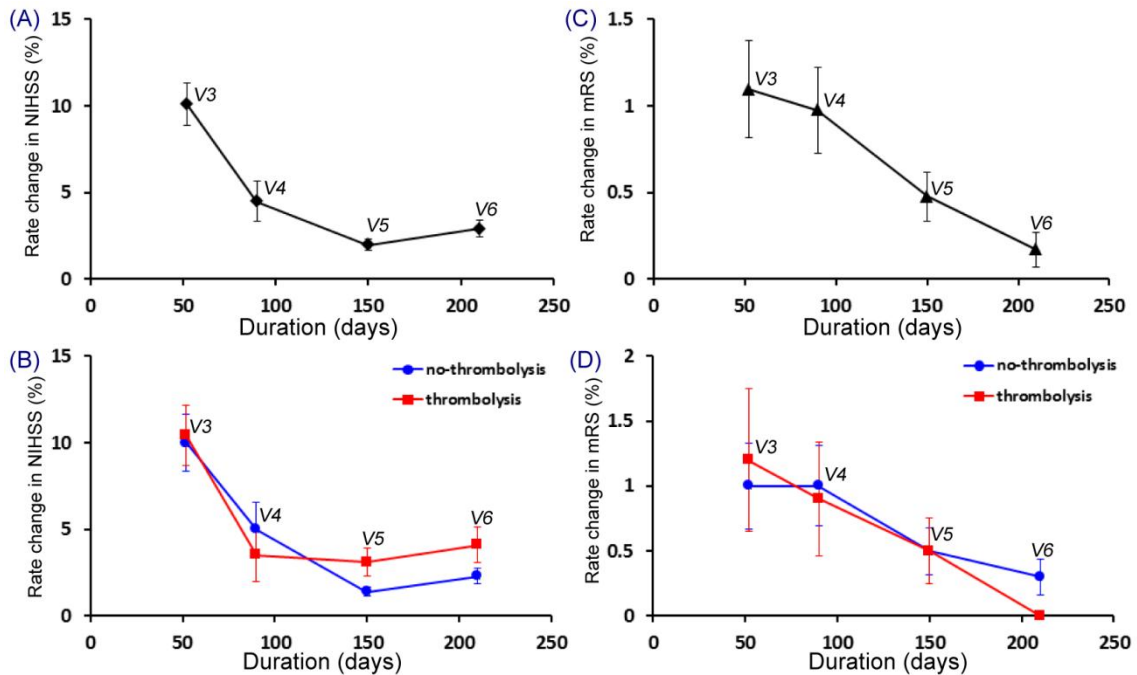 (A)
Rate change in NIHSS (%)
15
10
5
0
V3
V4
V5
V6
0 50 100 150 200 250
Duration (days)
(C)
Rate change in mRS (%)
1.5
1
0.5
0
V3
V4
V5
V6
0 50 100 150 200 250
Duration (days)
(B)
Rate change in NIHSS (%)
15
10
5
0
no-thrombolysis
thrombolysis
V3
V4
V5
V6
0 50 100 150 200 250
Duration (days)
(D)
Rate change in mRS (%)
2
1.5
1
0.5
0
no-thrombolysis
thrombolysis
V3
V4
V5
V6
0 50 100 150 200 250
Duration (days)